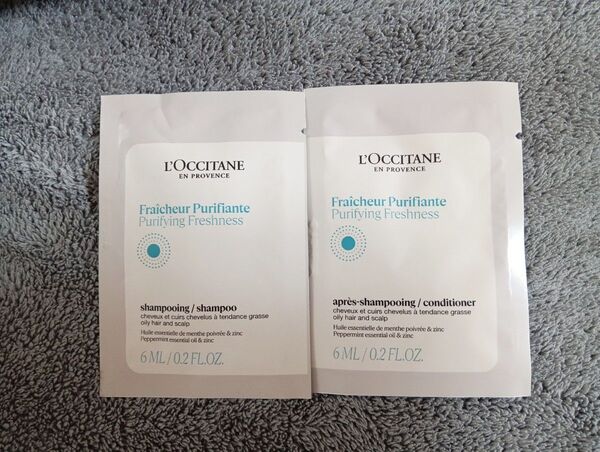 L'OCCITANE
EN PROVENCE
Fraîcheur Purifiante
Purifying Freshness
shampooing / shampoo
cheveux et cuirs chevelus à tendance grasse
oily hair and scalp
Huile essentielle de menthe poivrée & zinc
Peppermint essential oil & zinc
6 ML / 0.2 FL.OZ.
L'OCCITANE
EN PROVENCE
Fraîcheur Purifiante
Purifying Freshness
après-shampooing / conditioner
cheveux et cuirs chevelus à tendance grasse
oily hair and scalp
Huile essentielle de menthe poivrée & zinc
Peppermint essential oil & zinc
6 ML / 0.2 FL.OZ.